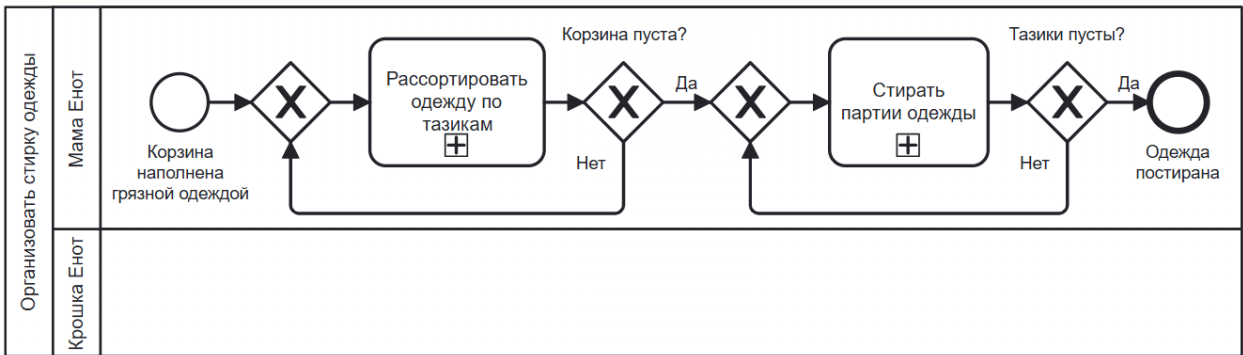 Организовать стирку одежды
Мама Енот
Корзина
наполнена
грязной одеждой
Рассортировать
одежду по
тазикам
Корзина пуста?
Да
Нет
Стирать
партии одежды
Тазики пусты?
Да
Нет
Одежда
постирана
Крошка Енот